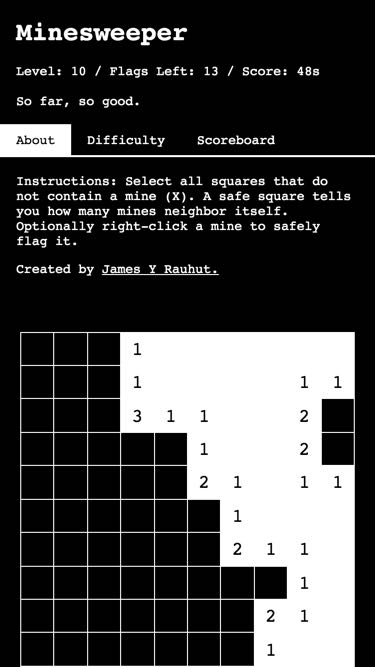 Minesweeper
Level: 10 / Flags Left: 13 / Score: 48s
So far, so good.
About Difficulty Scoreboard
Instructions: Select all squares that do
not contain a mine (X). A safe square tells
you how many mines neighbor itself.
Optionally right-click a mine to safely
flag it.
Created by James Y Rauhut.
1
1 1 1
3 1 1 2
1 2
2 1 1 1
1
2 1 1
1
2 1
1